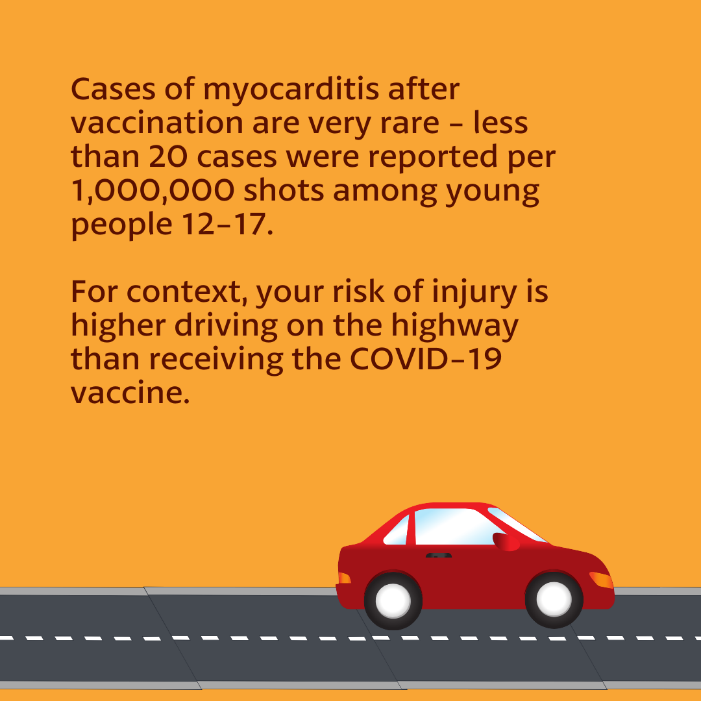 Cases of myocarditis after
vaccination are very rare – less
than 20 cases were reported per
1,000,000 shots among young
people 12–17.
For context, your risk of injury is
higher driving on the highway
than receiving the COVID–19
vaccine.